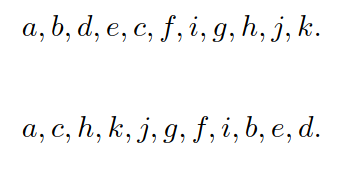 a, b, d, e, c, f, i, g, h, j, k.
a, c, h, k, j, g, f, i, b, e, d.